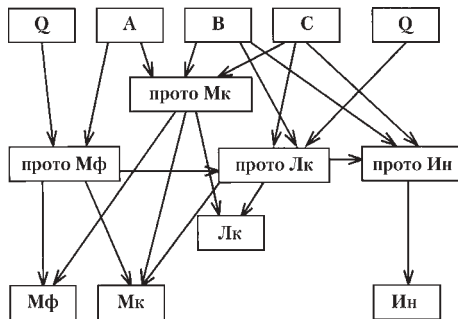 Q A B C Q
прото Мк
прото Мф прото Лк прото Ин
Лк
Мф Мк Ин